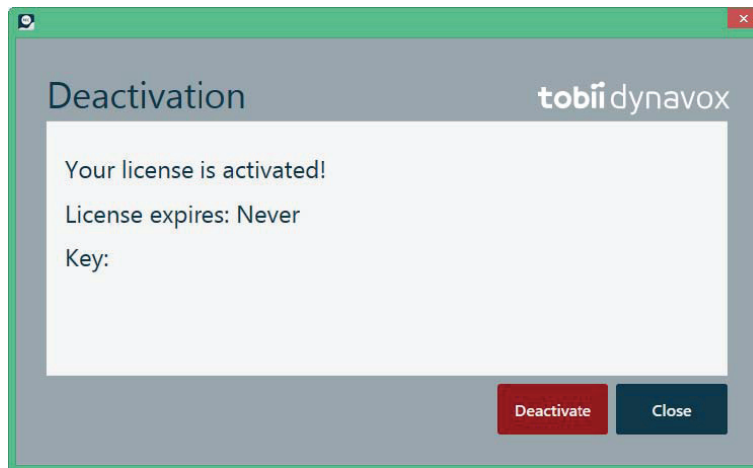 Deactivation
tobii dynavox
Your license is activated!
License expires: Never
Key:
Deactivate
Close